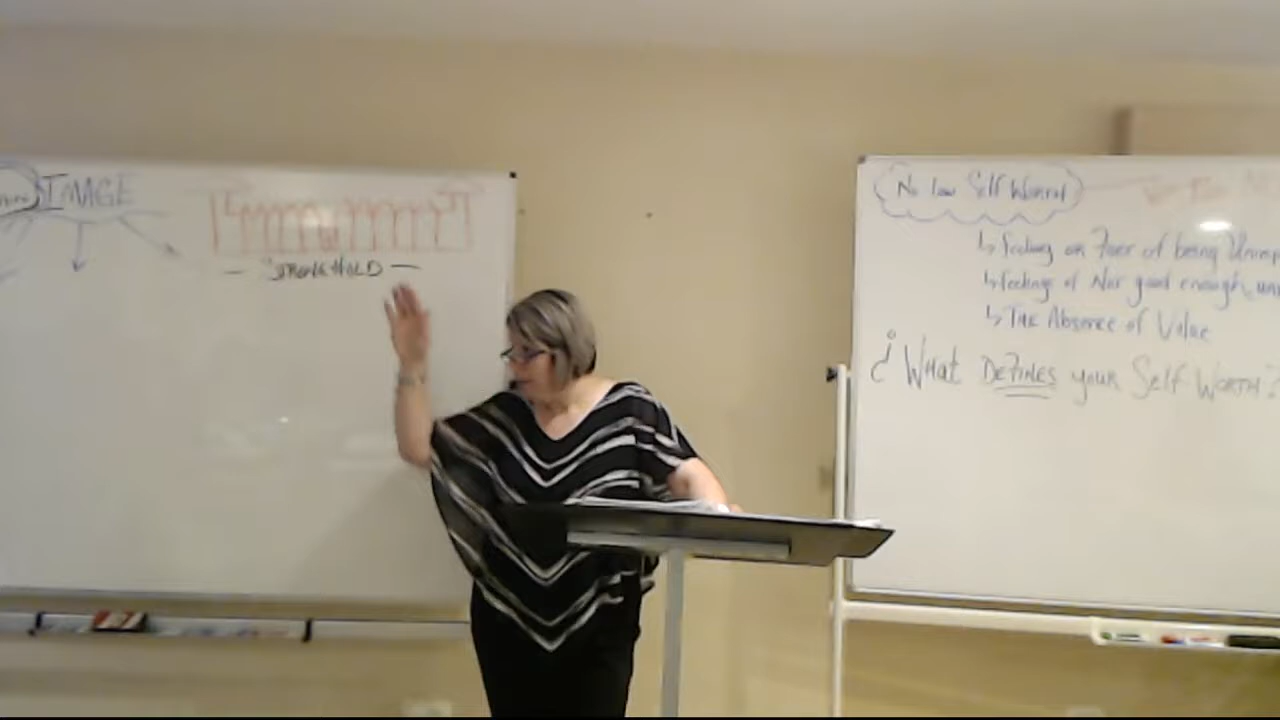 IMAGE
- STRONGHOLD -
No low Self Worth
↳ feeling or Fear of being
↳ feelings of Not good enough,
↳ The Absence of Value
¿ What DEFINES your Self Worth?